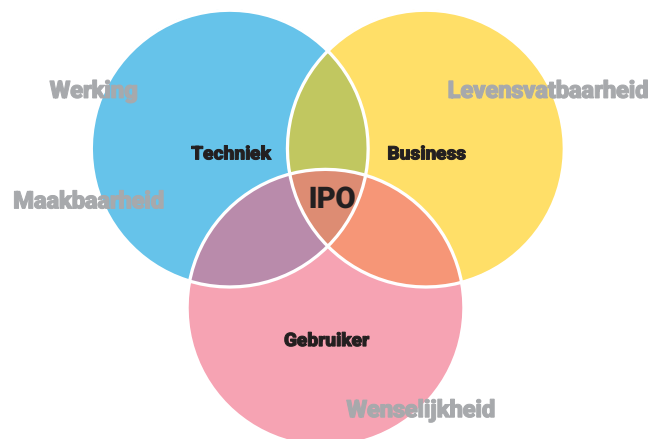 Werking
Levensvatbaarheid
Techniek
Business
Maakbaarheid
IPO
Gebruiker
Wenselijkheid